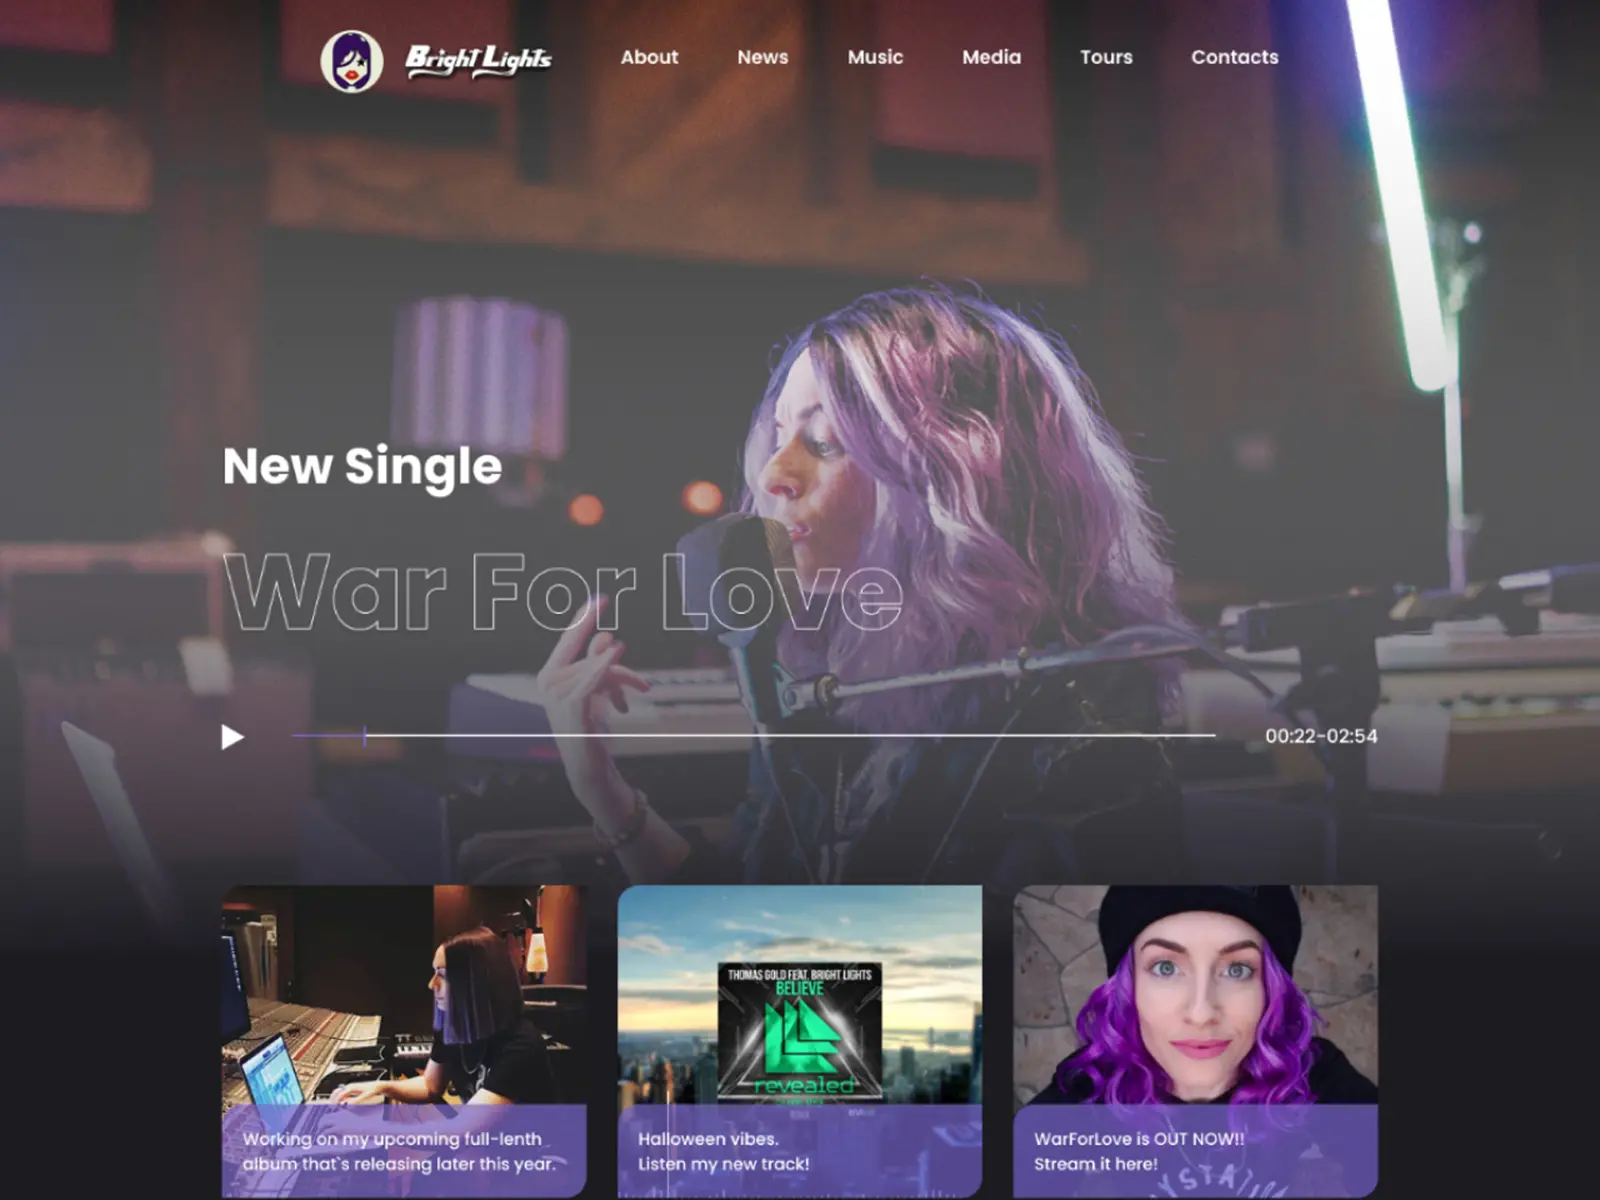 Bright Lights
About
News
Music
Media
Tours
Contacts
New Single
War For Love
00:22-02:54
THOMAS GOLD FEAT. BRIGHT LIGHTS
BELIEVE
revealed
Working on my upcoming full-lenth
album that`s releasing later this year.
Halloween vibes.
Listen my new track!
WarForLove is OUT NOW!!
Stream it here!